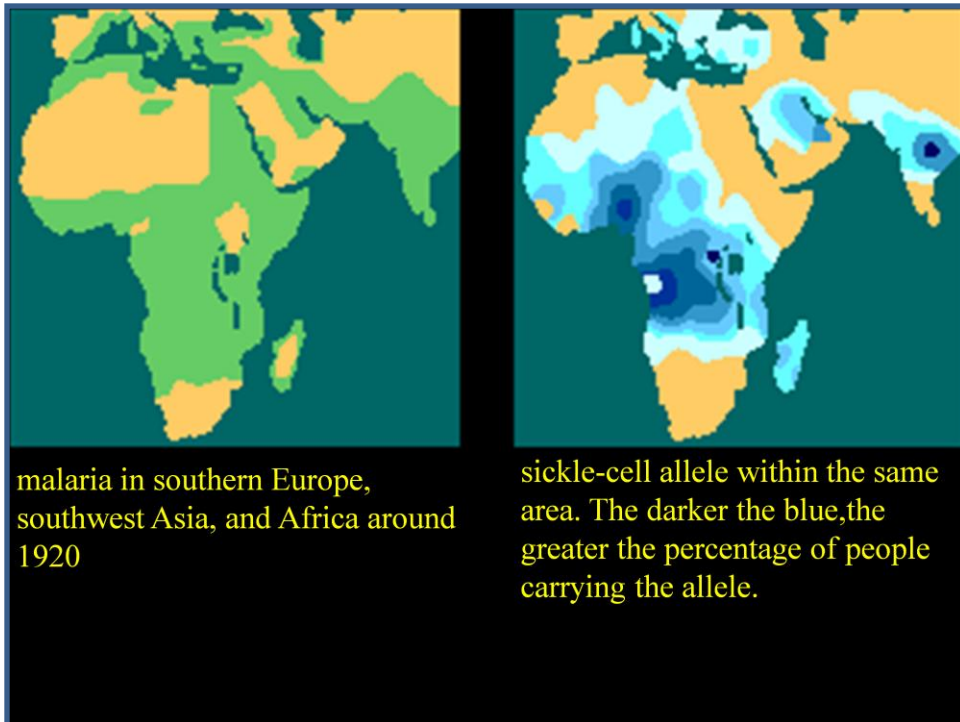 malaria in southern Europe,
southwest Asia, and Africa around
1920
sickle-cell allele within the same
area. The darker the blue,the
greater the percentage of people
carrying the allele.